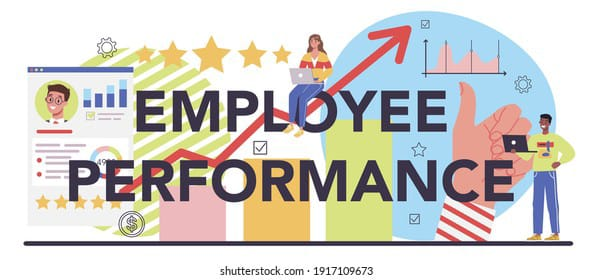 EMPLOYEE
PERFORMANCE
shutterstock.com · 1917109673